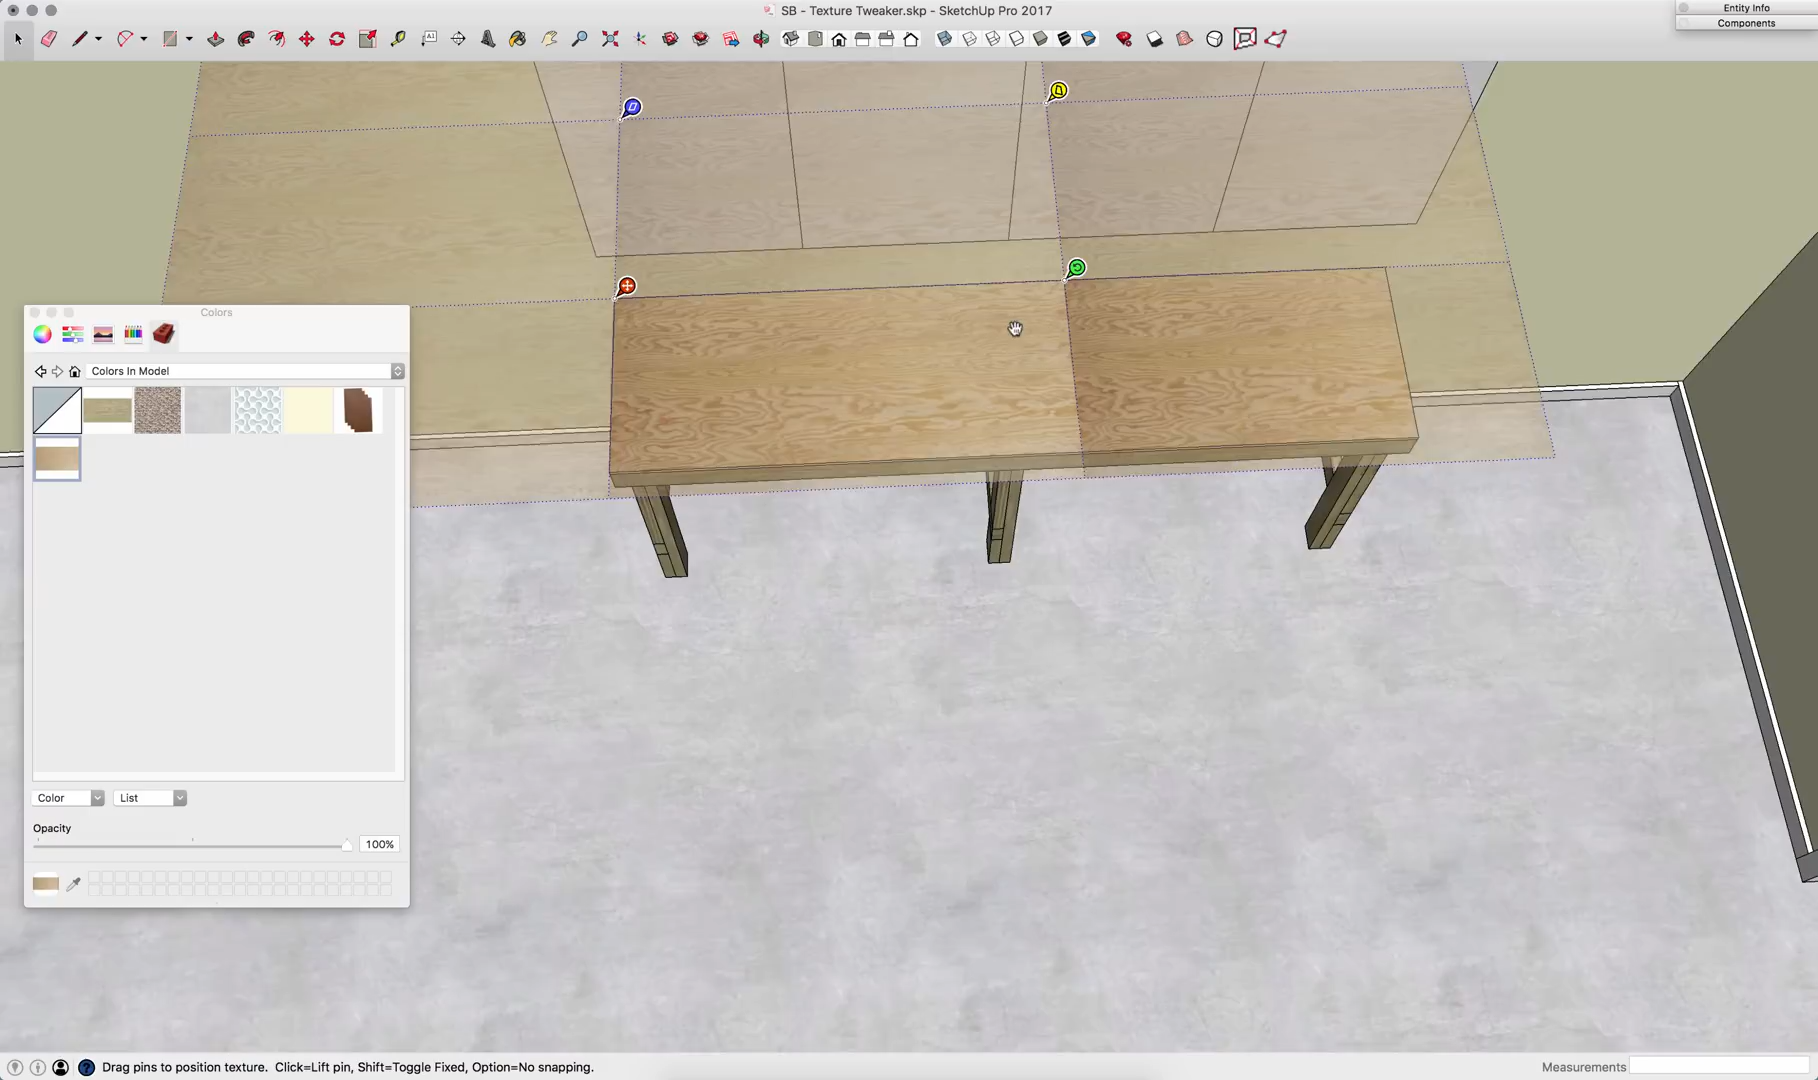 SB - Texture Tweaker.skp - SketchUp Pro 2017
Entity Info
Components
A1
Colors
Colors In Model
Color
List
Opacity
100%
Drag pins to position texture. Click=Lift pin, Shift=Toggle Fixed, Option=No snapping.
Measurements